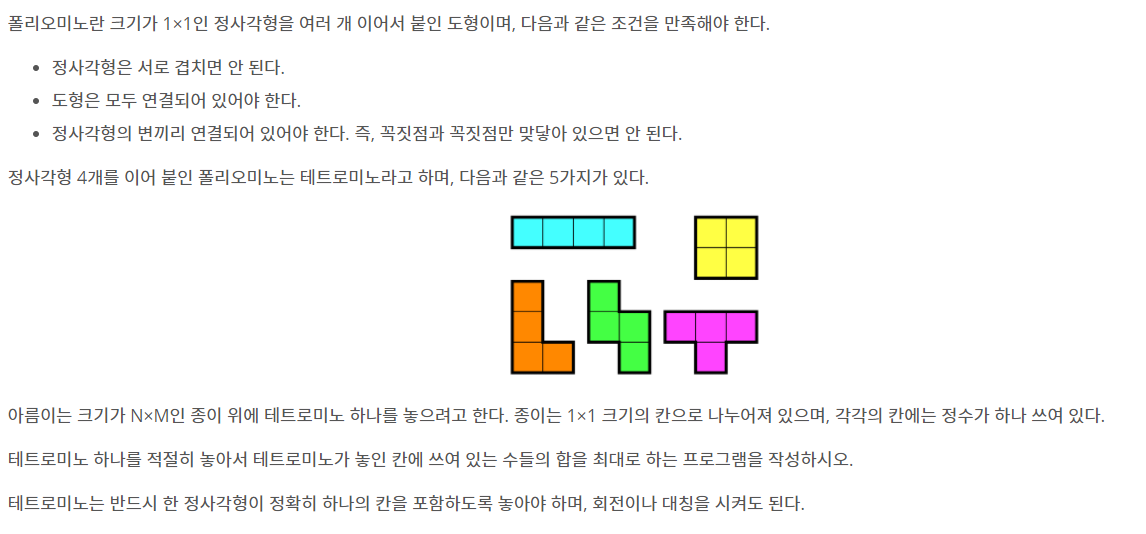 폴리오미노란 크기가 1×1인 정사각형을 여러 개 이어서 붙인 도형이며, 다음과 같은 조건을 만족해야 한다.
• 정사각형은 서로 겹치면 안 된다.
• 도형은 모두 연결되어 있어야 한다.
• 정사각형의 변끼리 연결되어 있어야 한다. 즉, 꼭짓점과 꼭짓점만 맞닿아 있으면 안 된다.
정사각형 4개를 이어 붙인 폴리오미노는 테트로미노라고 하며, 다음과 같은 5가지가 있다.
아름이는 크기가 N×M인 종이 위에 테트로미노 하나를 놓으려고 한다. 종이는 1×1 크기의 칸으로 나누어져 있으며, 각각의 칸에는 정수가 하나 쓰여 있다.
테트로미노 하나를 적절히 놓아서 테트로미노가 놓인 칸에 쓰여 있는 수들의 합을 최대로 하는 프로그램을 작성하시오.
테트로미노는 반드시 한 정사각형이 정확히 하나의 칸을 포함하도록 놓아야 하며, 회전이나 대칭을 시켜도 된다.